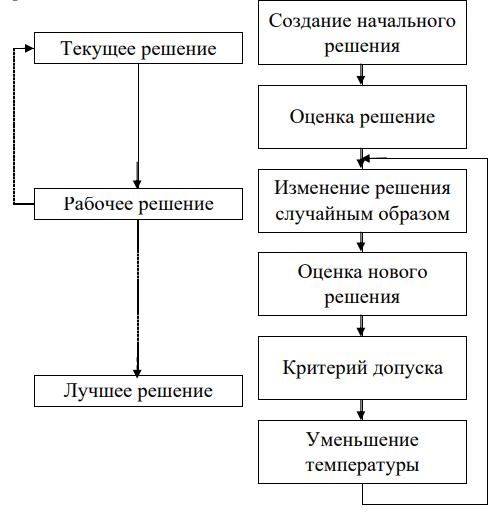 Текущее решение
Рабочее решение
Лучшее решение
Создание начального
решения
Оценка решение
Изменение решения
случайным образом
Оценка нового
решения
Критерий допуска
Уменьшение
температуры